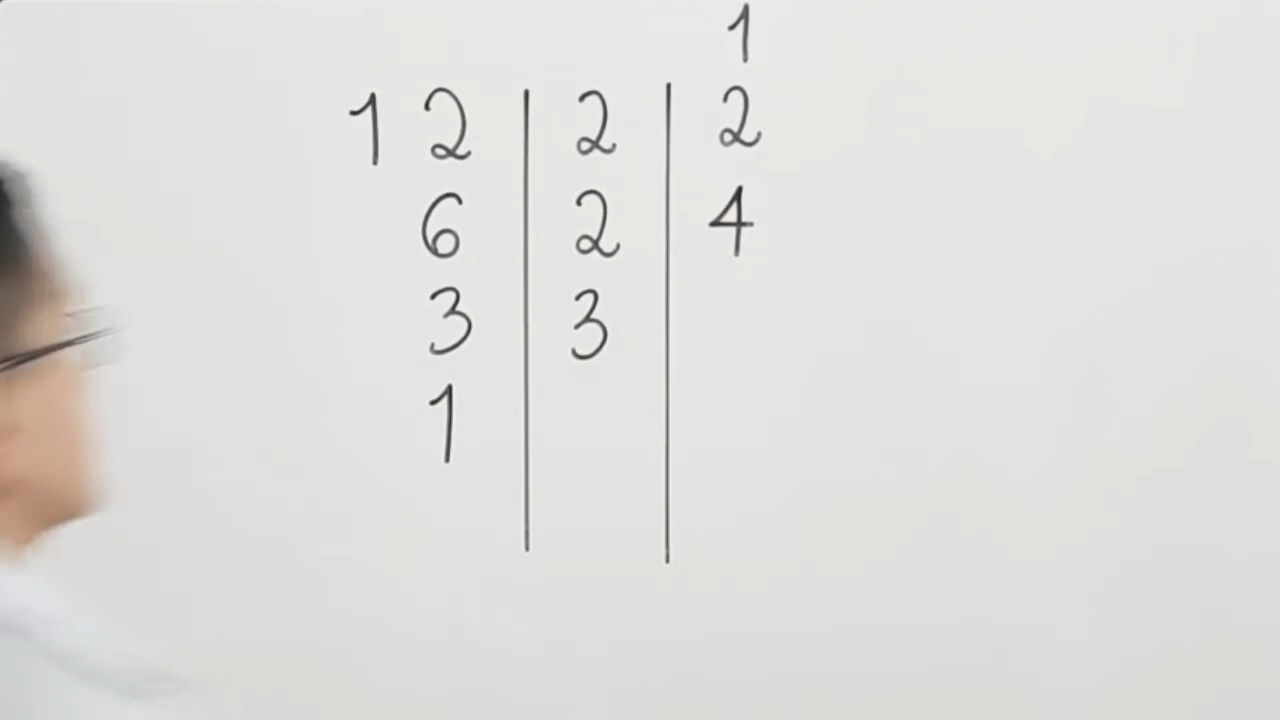 1
12 | 2 | 2
6 | 2 | 4
3 | 3 |
1